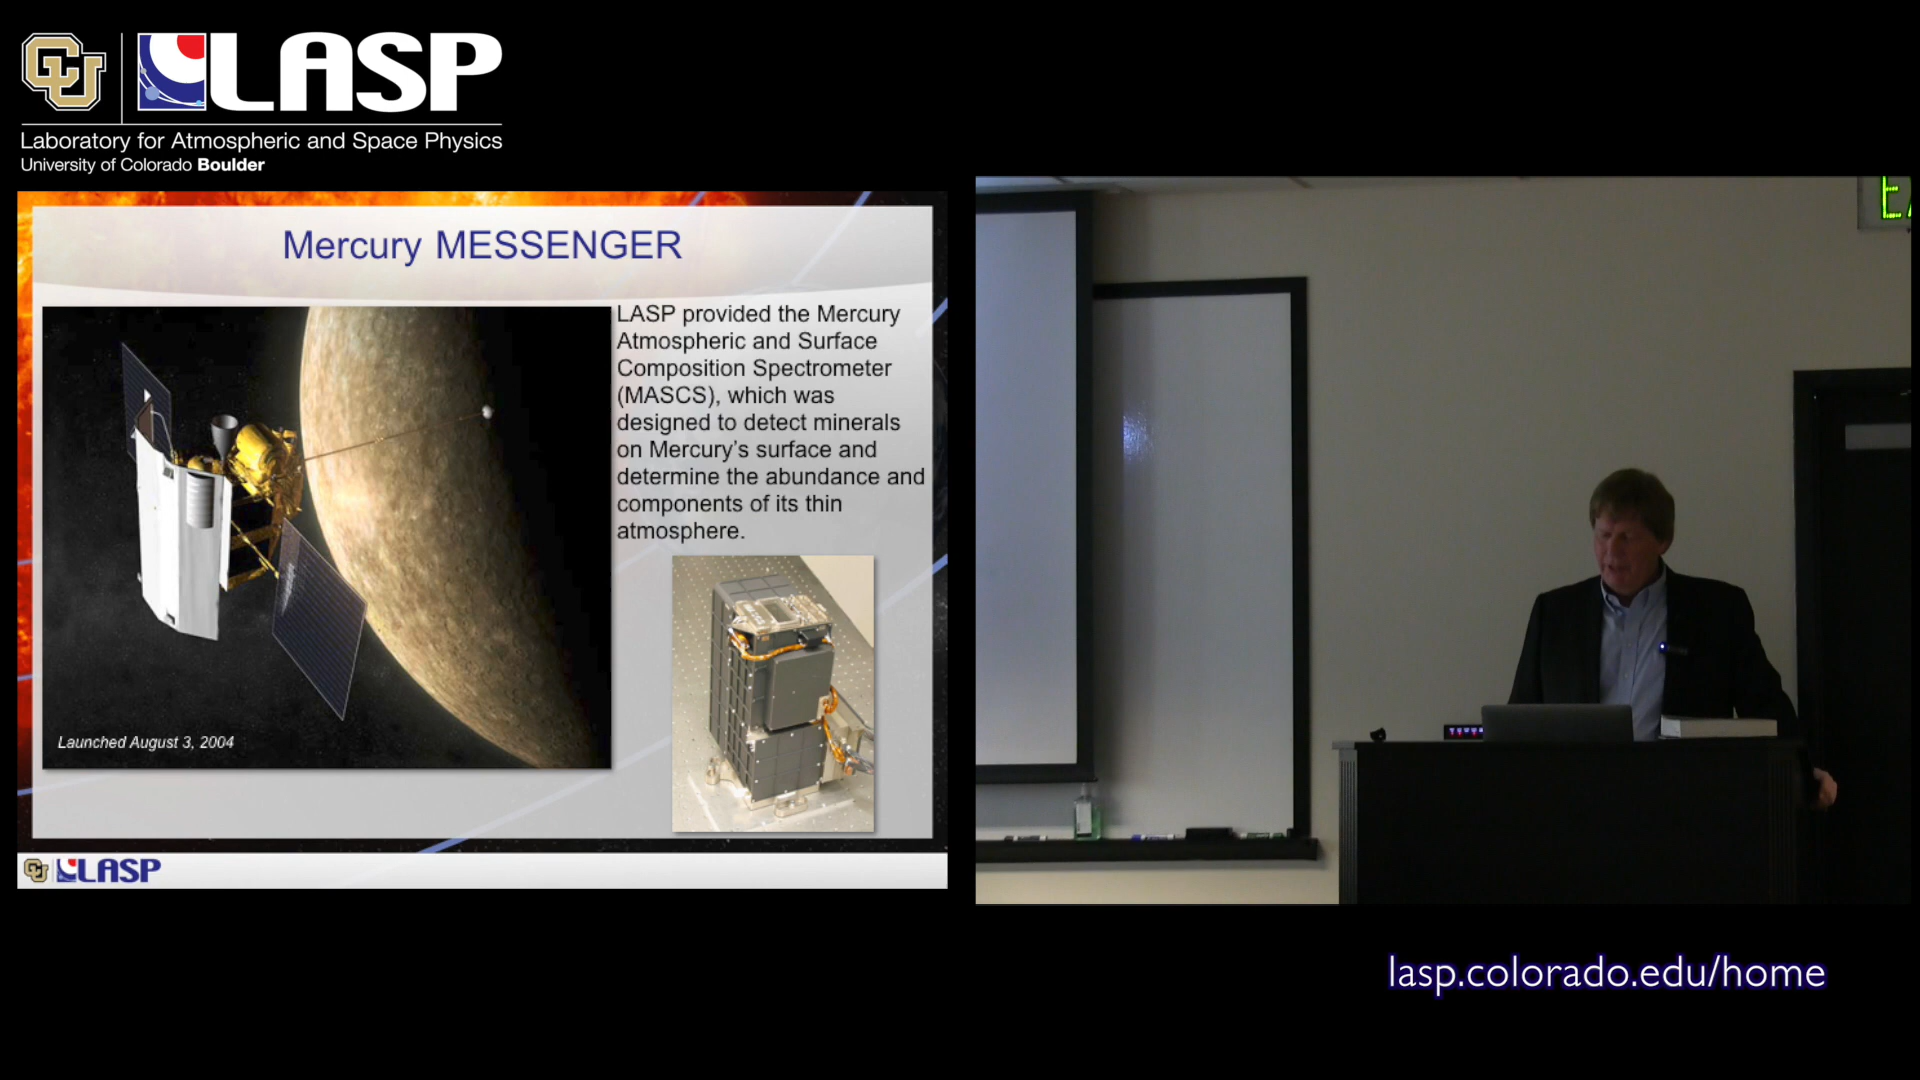 CU LASP
Laboratory for Atmospheric and Space Physics
University of Colorado Boulder
Mercury MESSENGER
LASP provided the Mercury
Atmospheric and Surface
Composition Spectrometer
(MASCS), which was
designed to detect minerals
on Mercury's surface and
determine the abundance and
components of its thin
atmosphere.
Launched August 3, 2004
CU LASP
lasp.colorado.edu/home